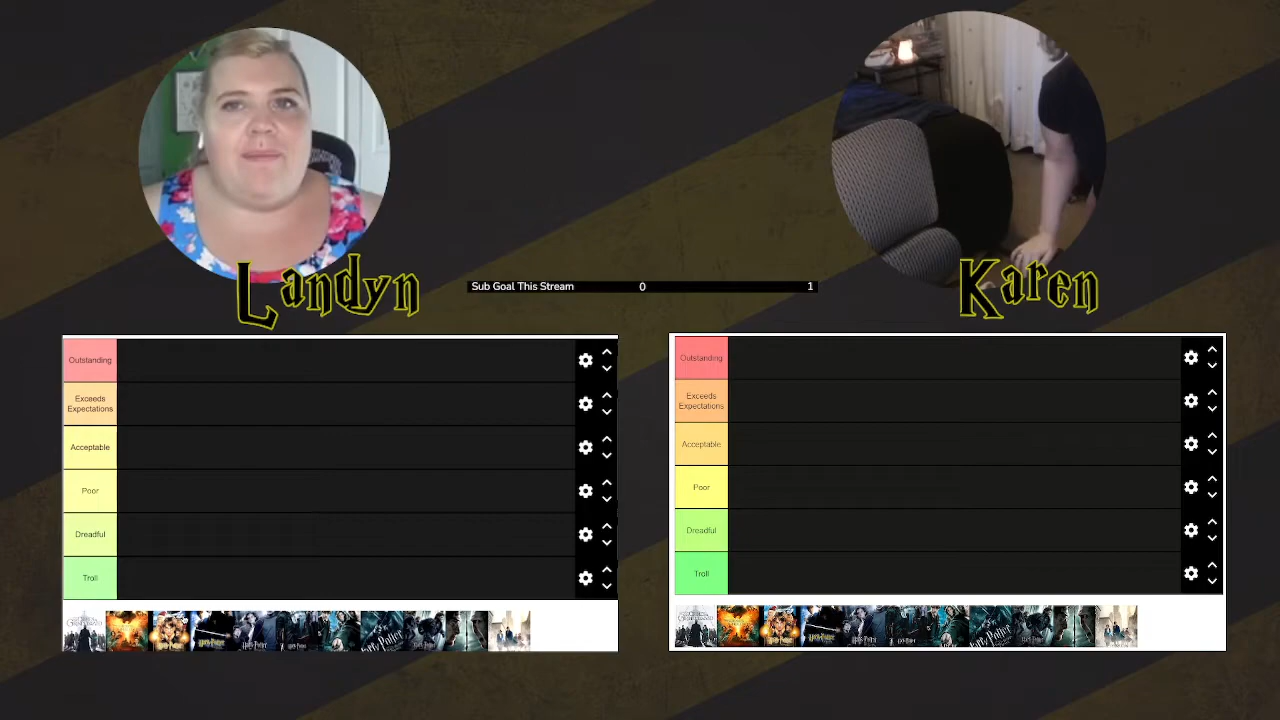 Landyn
Karen
Sub Goal This Stream 0 1
Outstanding
Exceeds
Expectations
Acceptable
Poor
Dreadful
Troll
Outstanding
Exceeds
Expectations
Acceptable
Poor
Dreadful
Troll